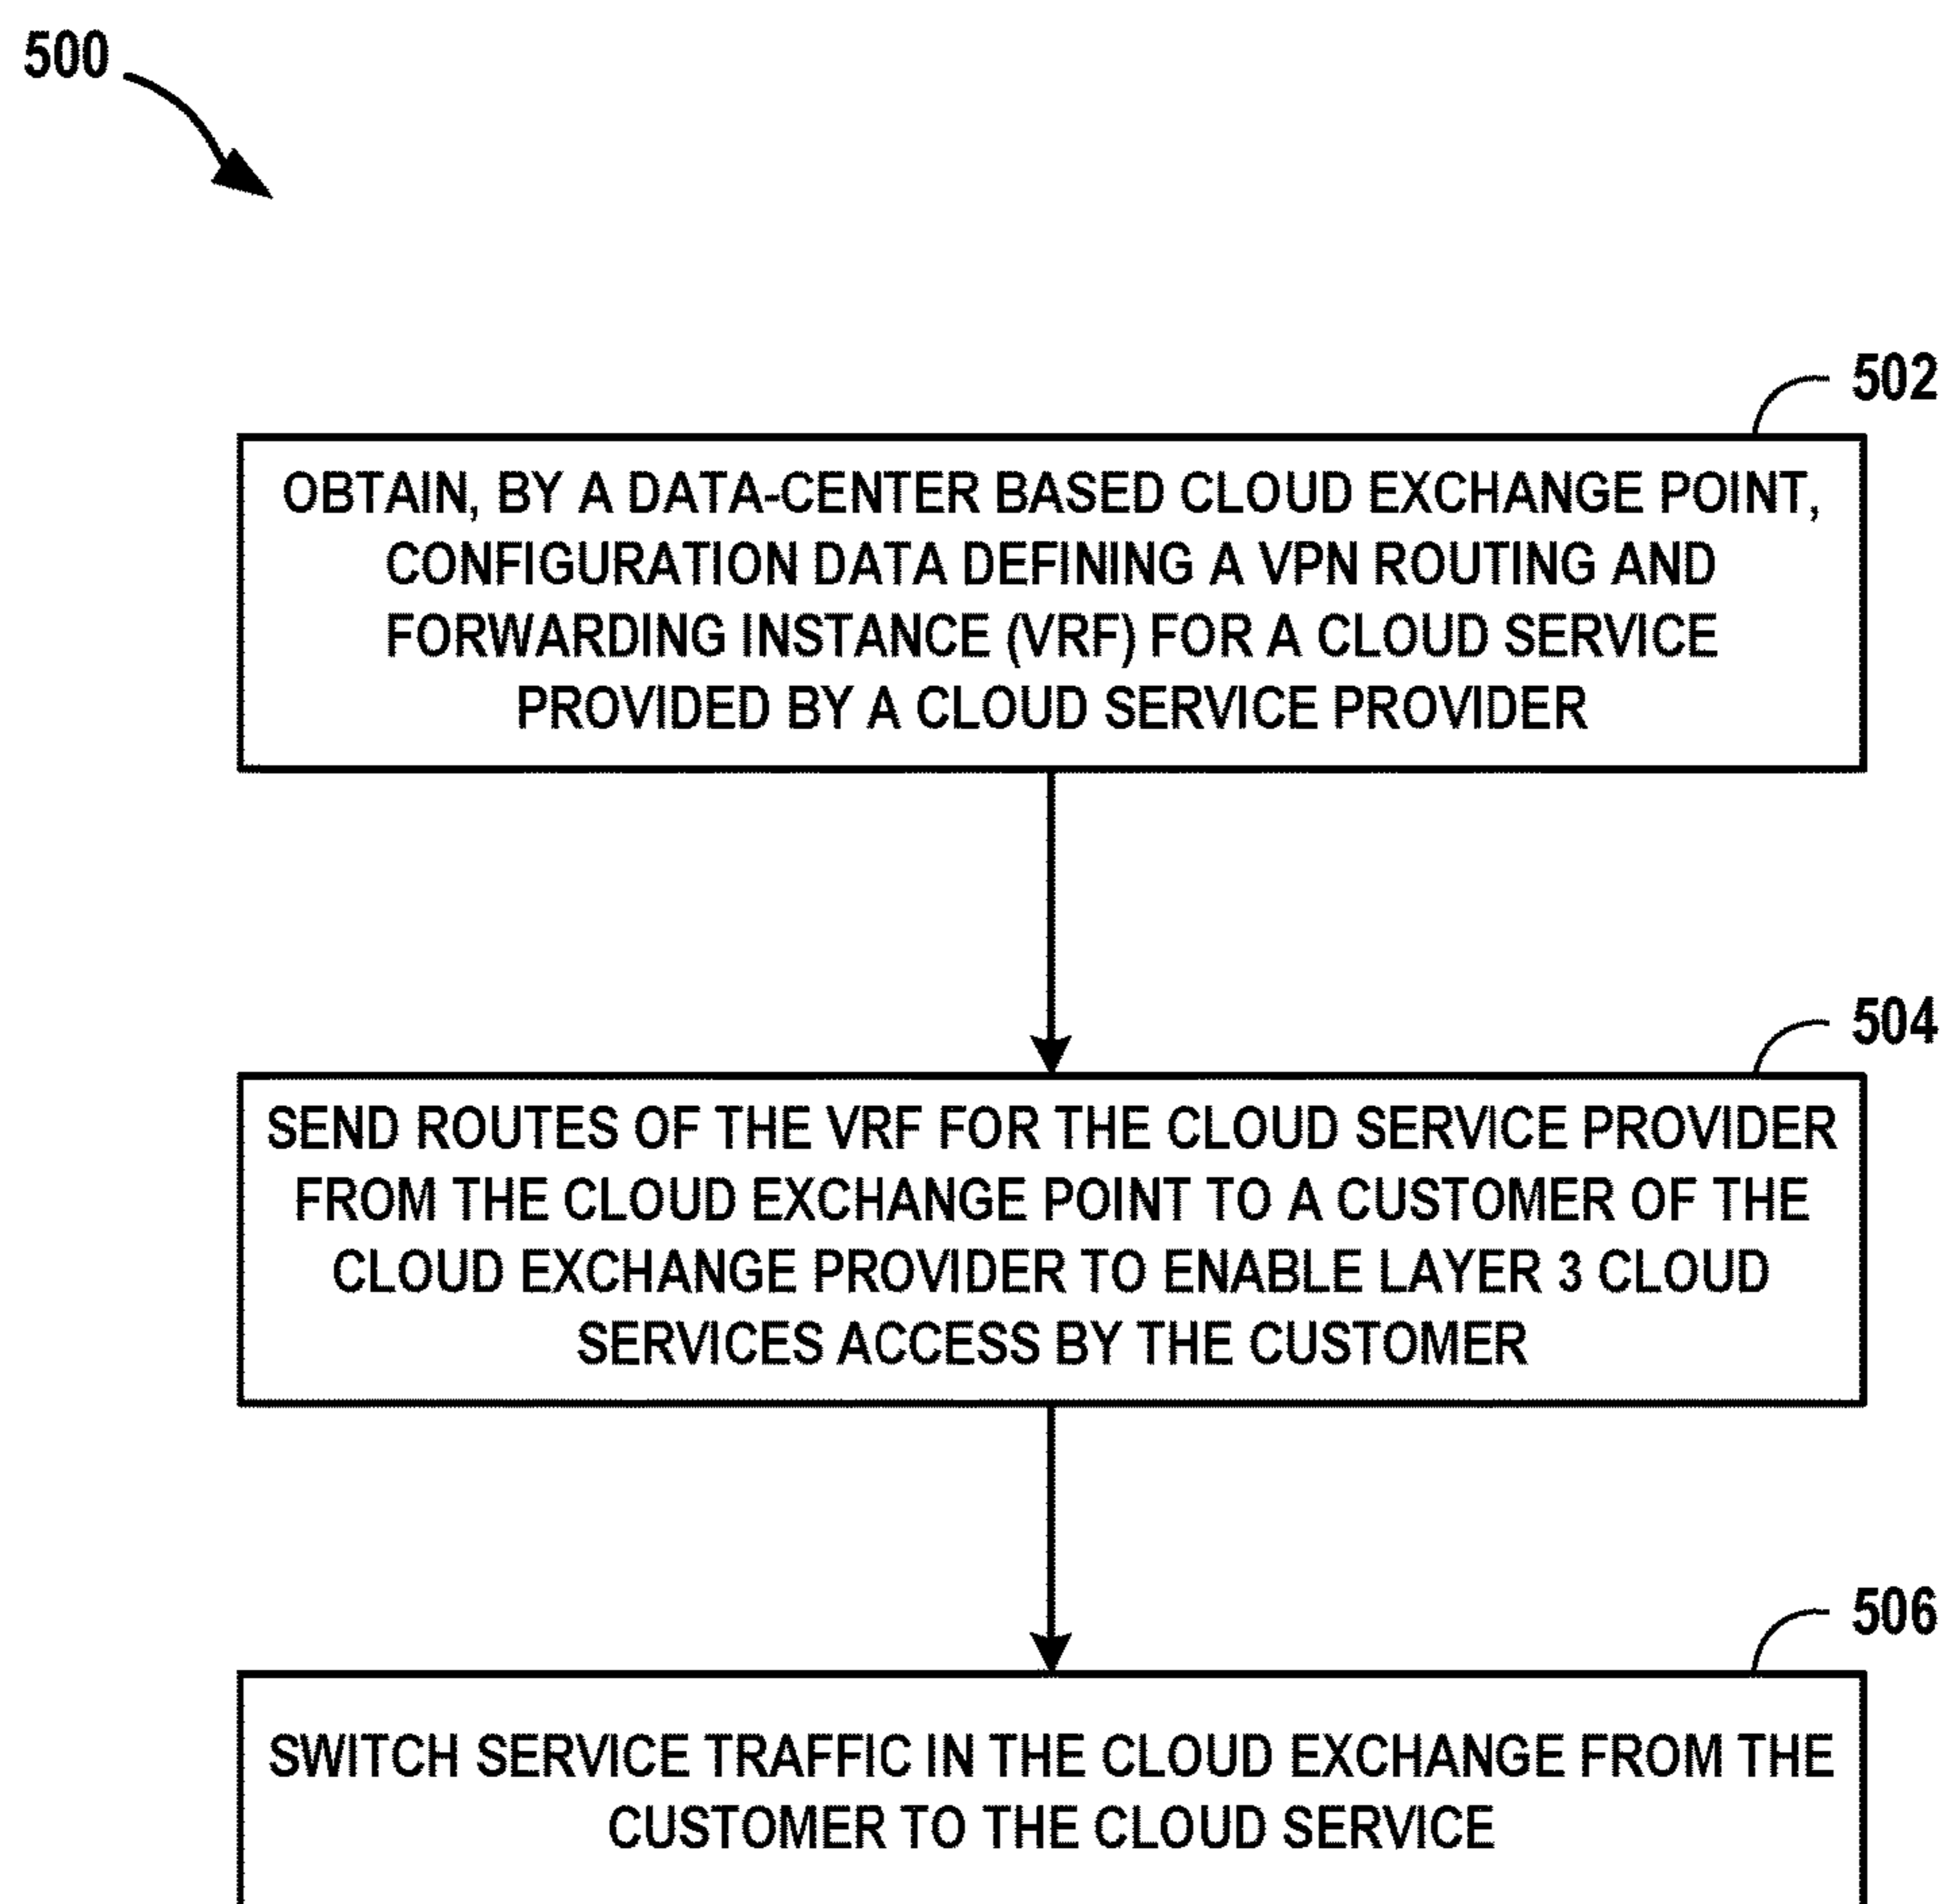 500
502
OBTAIN, BY A DATA-CENTER BASED CLOUD EXCHANGE POINT,
CONFIGURATION DATA DEFINING A VPN ROUTING AND
FORWARDING INSTANCE (VRF) FOR A CLOUD SERVICE
PROVIDED BY A CLOUD SERVICE PROVIDER
504
SEND ROUTES OF THE VRF FOR THE CLOUD SERVICE PROVIDER
FROM THE CLOUD EXCHANGE POINT TO A CUSTOMER OF THE
CLOUD EXCHANGE PROVIDER TO ENABLE LAYER 3 CLOUD
SERVICES ACCESS BY THE CUSTOMER
506
SWITCH SERVICE TRAFFIC IN THE CLOUD EXCHANGE FROM THE
CUSTOMER TO THE CLOUD SERVICE